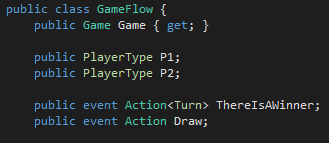 public class GameFlow {
public Game Game { get; }
public PlayerType P1;
public PlayerType P2;
public event Action<Turn> ThereIsAWinner;
public event Action Draw;